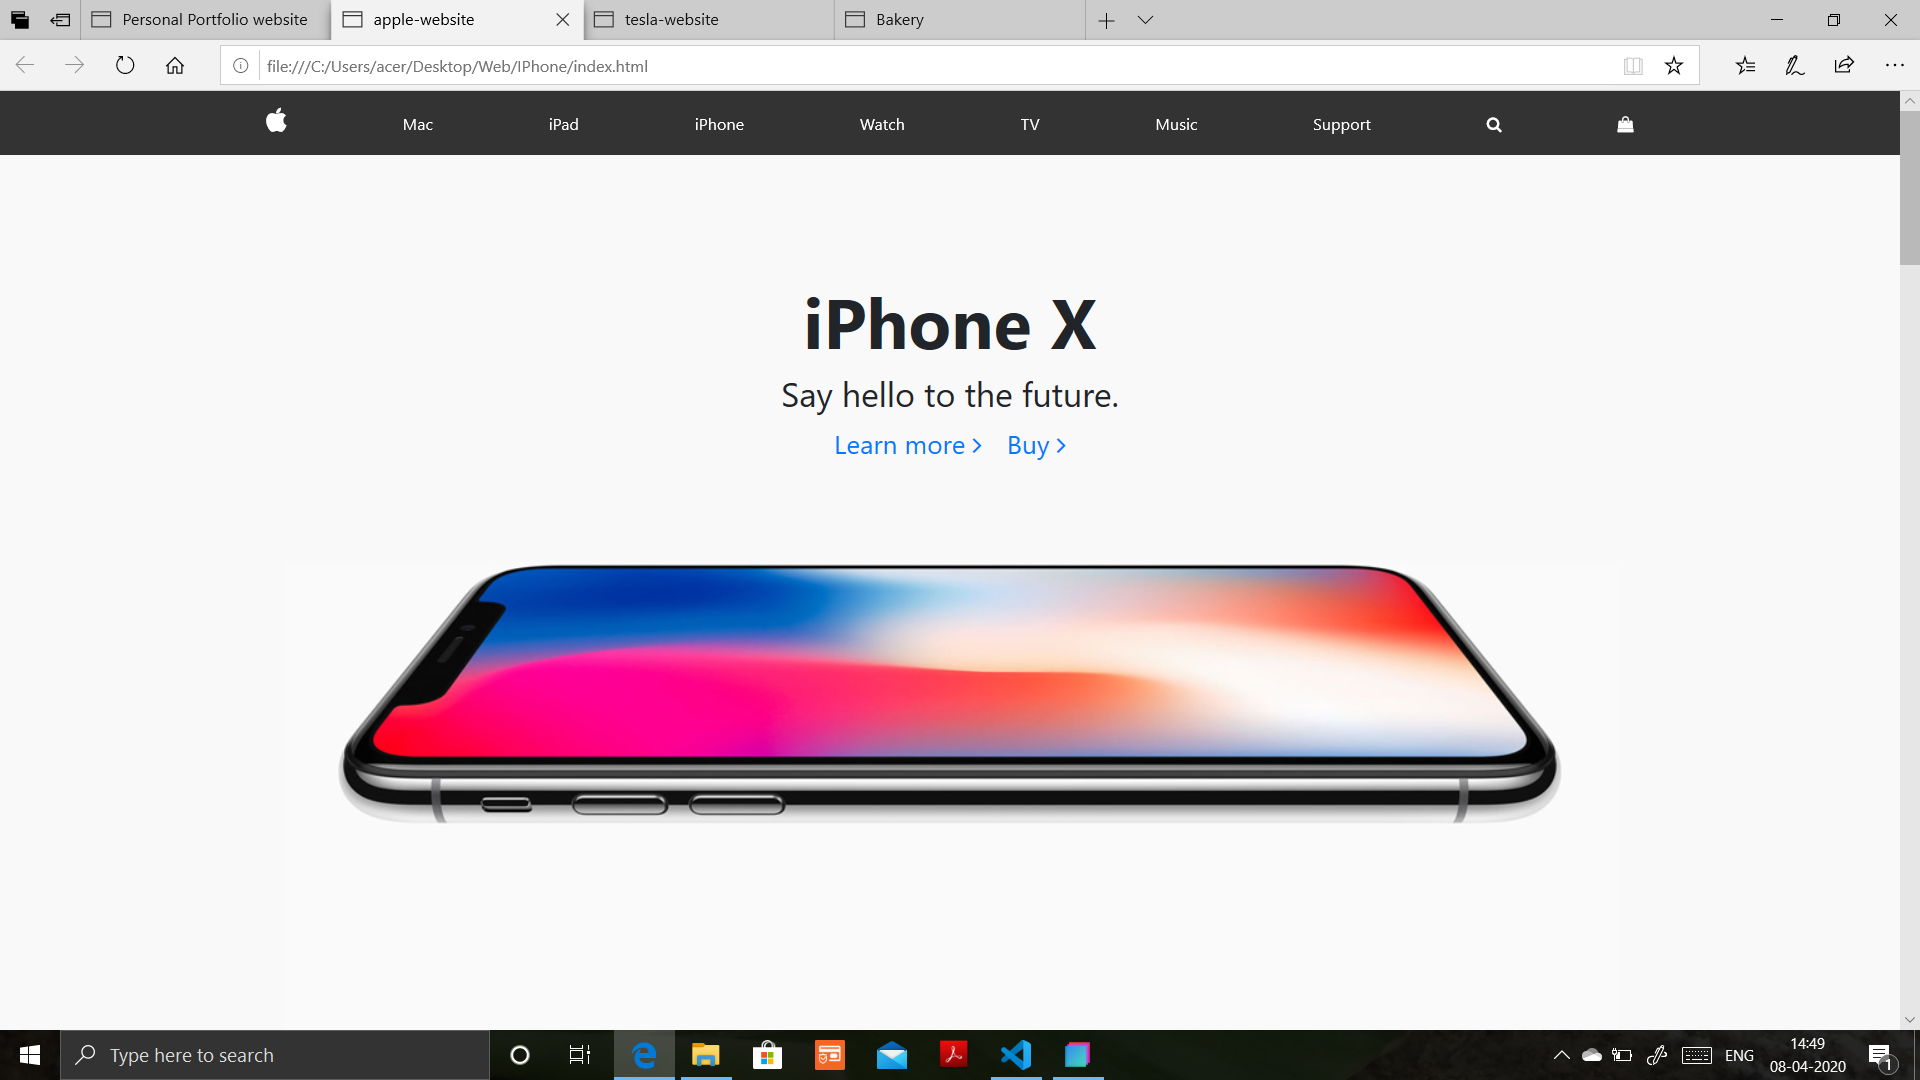 Personal Portfolio website
apple-website
tesla-website
Bakery
file:///C:/Users/acer/Desktop/Web/IPhone/index.html
Mac
iPad
iPhone
Watch
TV
Music
Support
iPhone X
Say hello to the future.
Learn more
Buy
Type here to search
ENG
14:49
08-04-2020
1